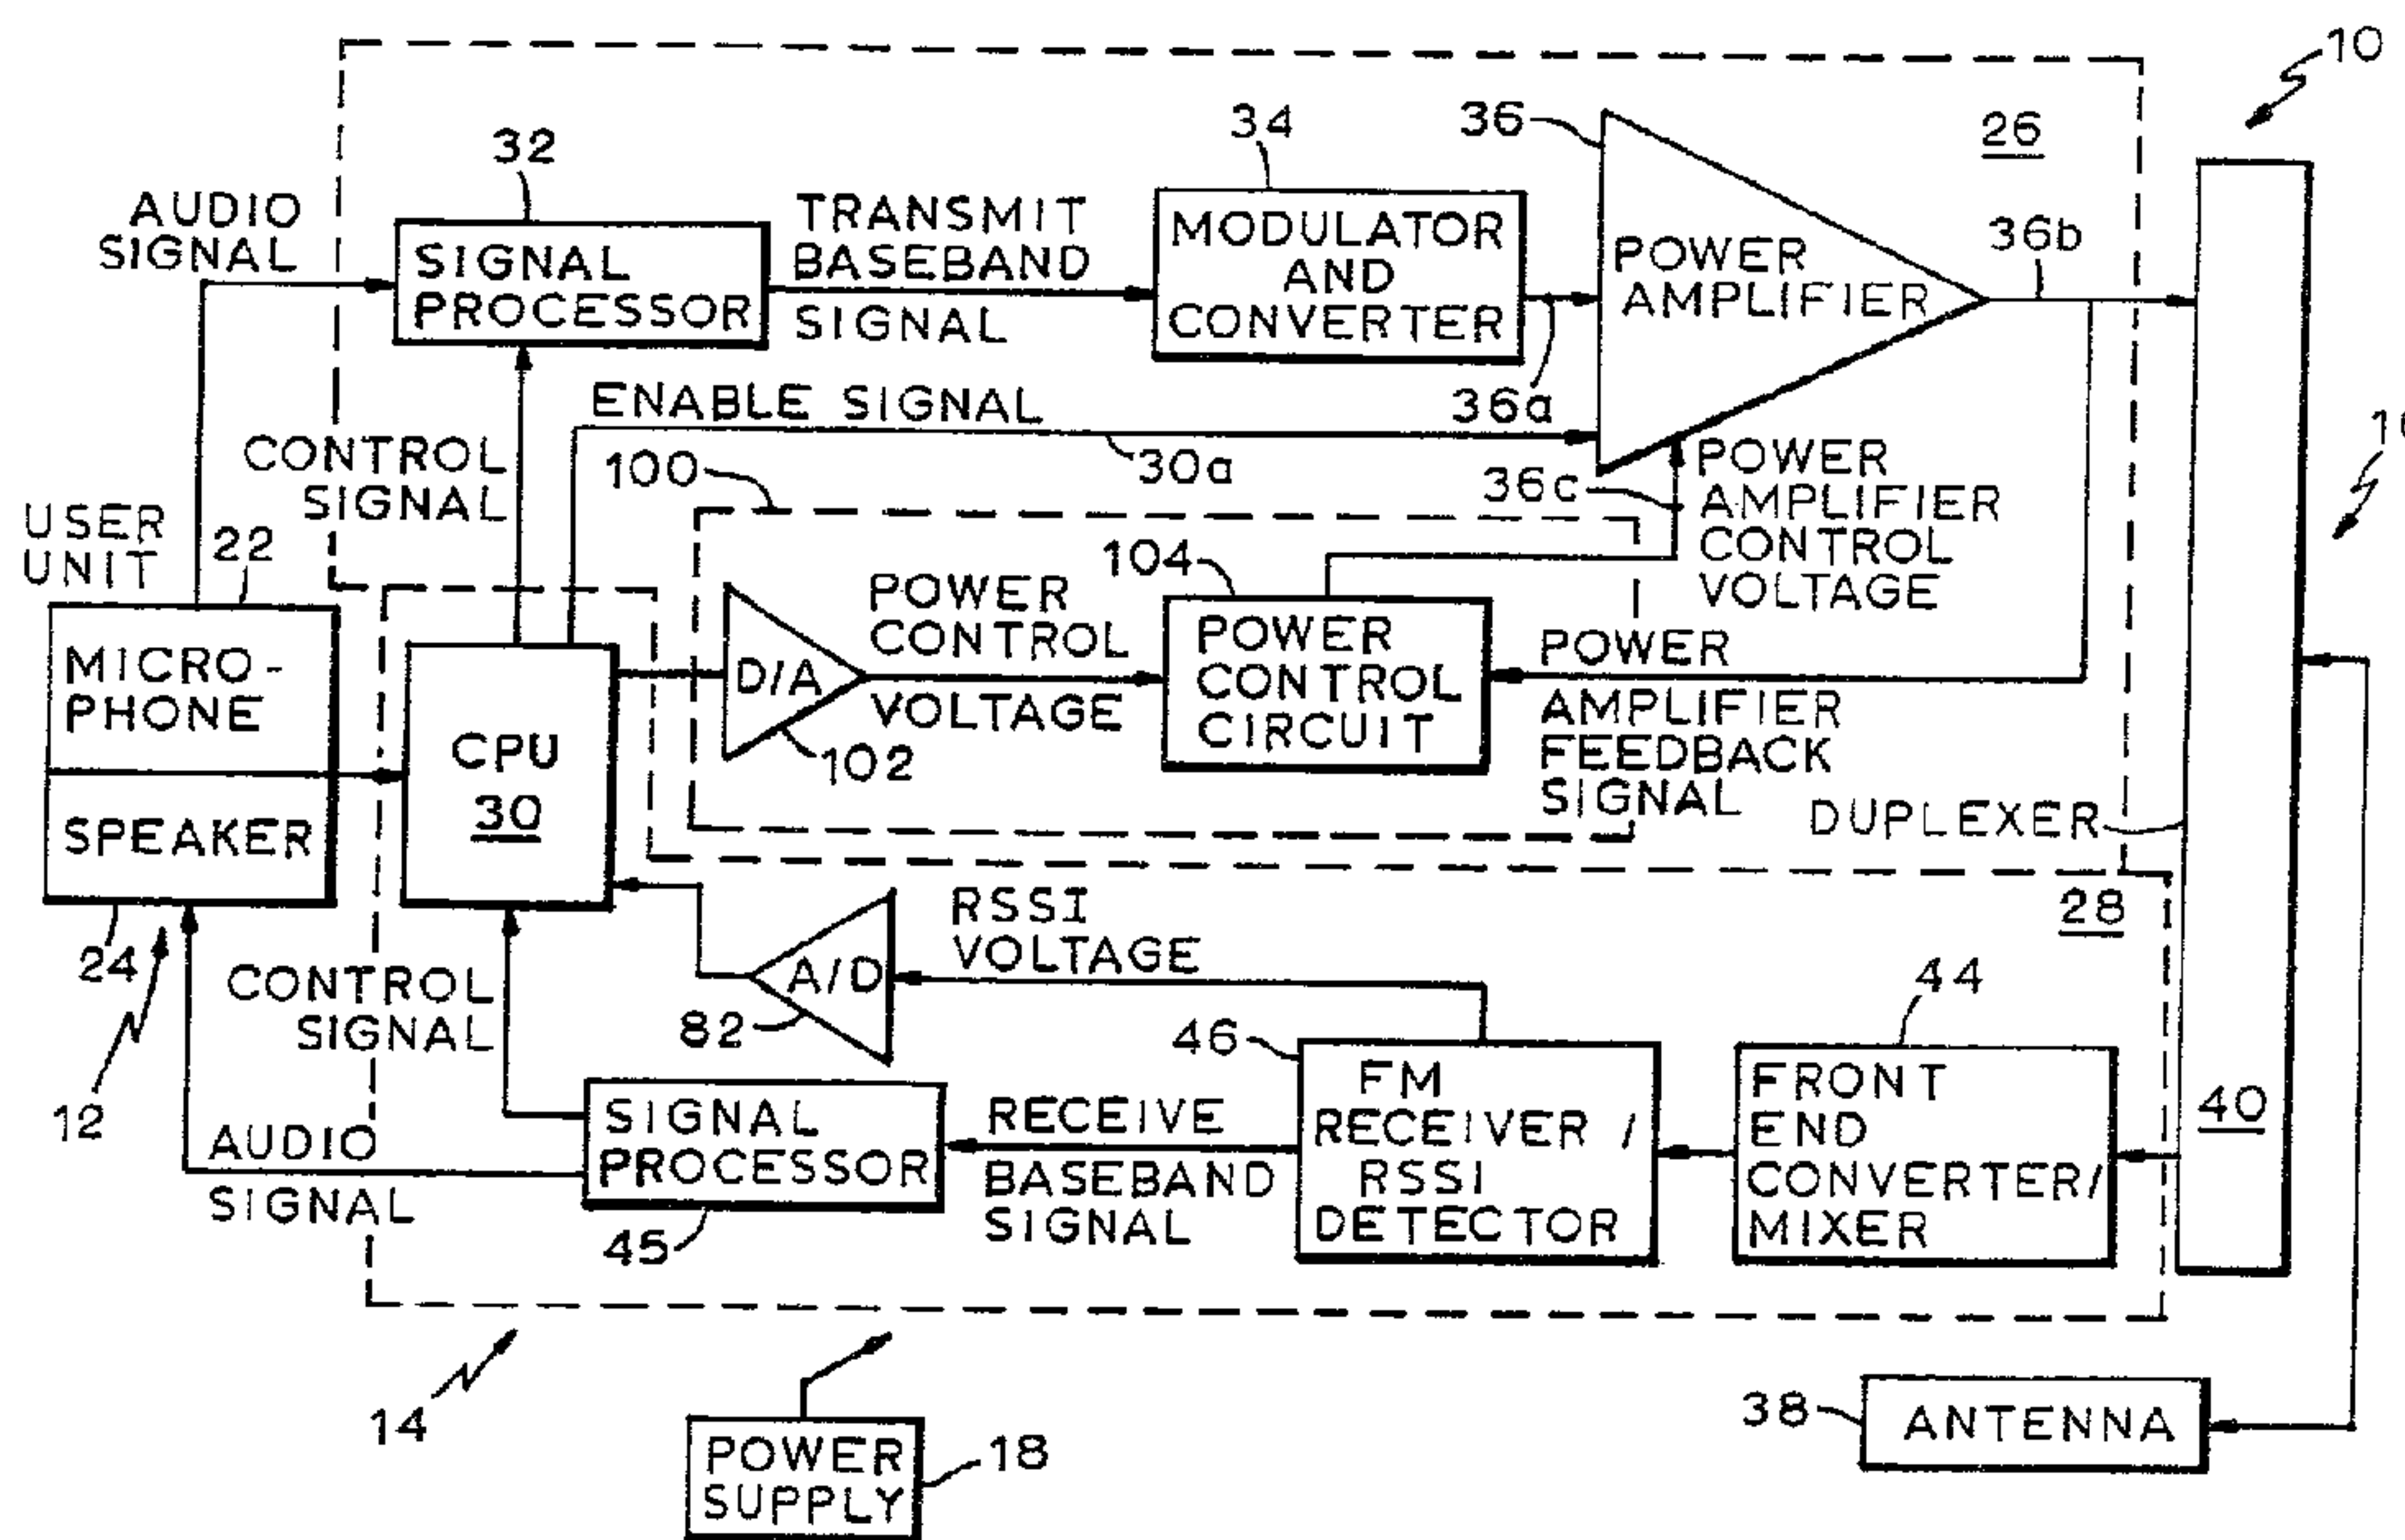 10
26
32
34
36
AUDIO
SIGNAL
SIGNAL
PROCESSOR
TRANSMIT
BASEBAND
SIGNAL
MODULATOR
AND
CONVERTER
POWER
AMPLIFIER
36b
36a
ENABLE SIGNAL
30a
CONTROL
SIGNAL
100
36c
POWER
AMPLIFIER
CONTROL
VOLTAGE
USER
UNIT
22
MICRO-
PHONE
SPEAKER
24
12
CPU
30
D/A
102
POWER
CONTROL
VOLTAGE
104
POWER
CONTROL
CIRCUIT
POWER
AMPLIFIER
FEEDBACK
SIGNAL
DUPLEXER
28
RSSI
VOLTAGE
A/D
82
CONTROL
SIGNAL
AUDIO
SIGNAL
SIGNAL
PROCESSOR
45
RECEIVE
BASEBAND
SIGNAL
46
FM
RECEIVER/
RSSI
DETECTOR
44
FRONT
END
CONVERTER/
MIXER
40
14
POWER
SUPPLY
18
38
ANTENNA